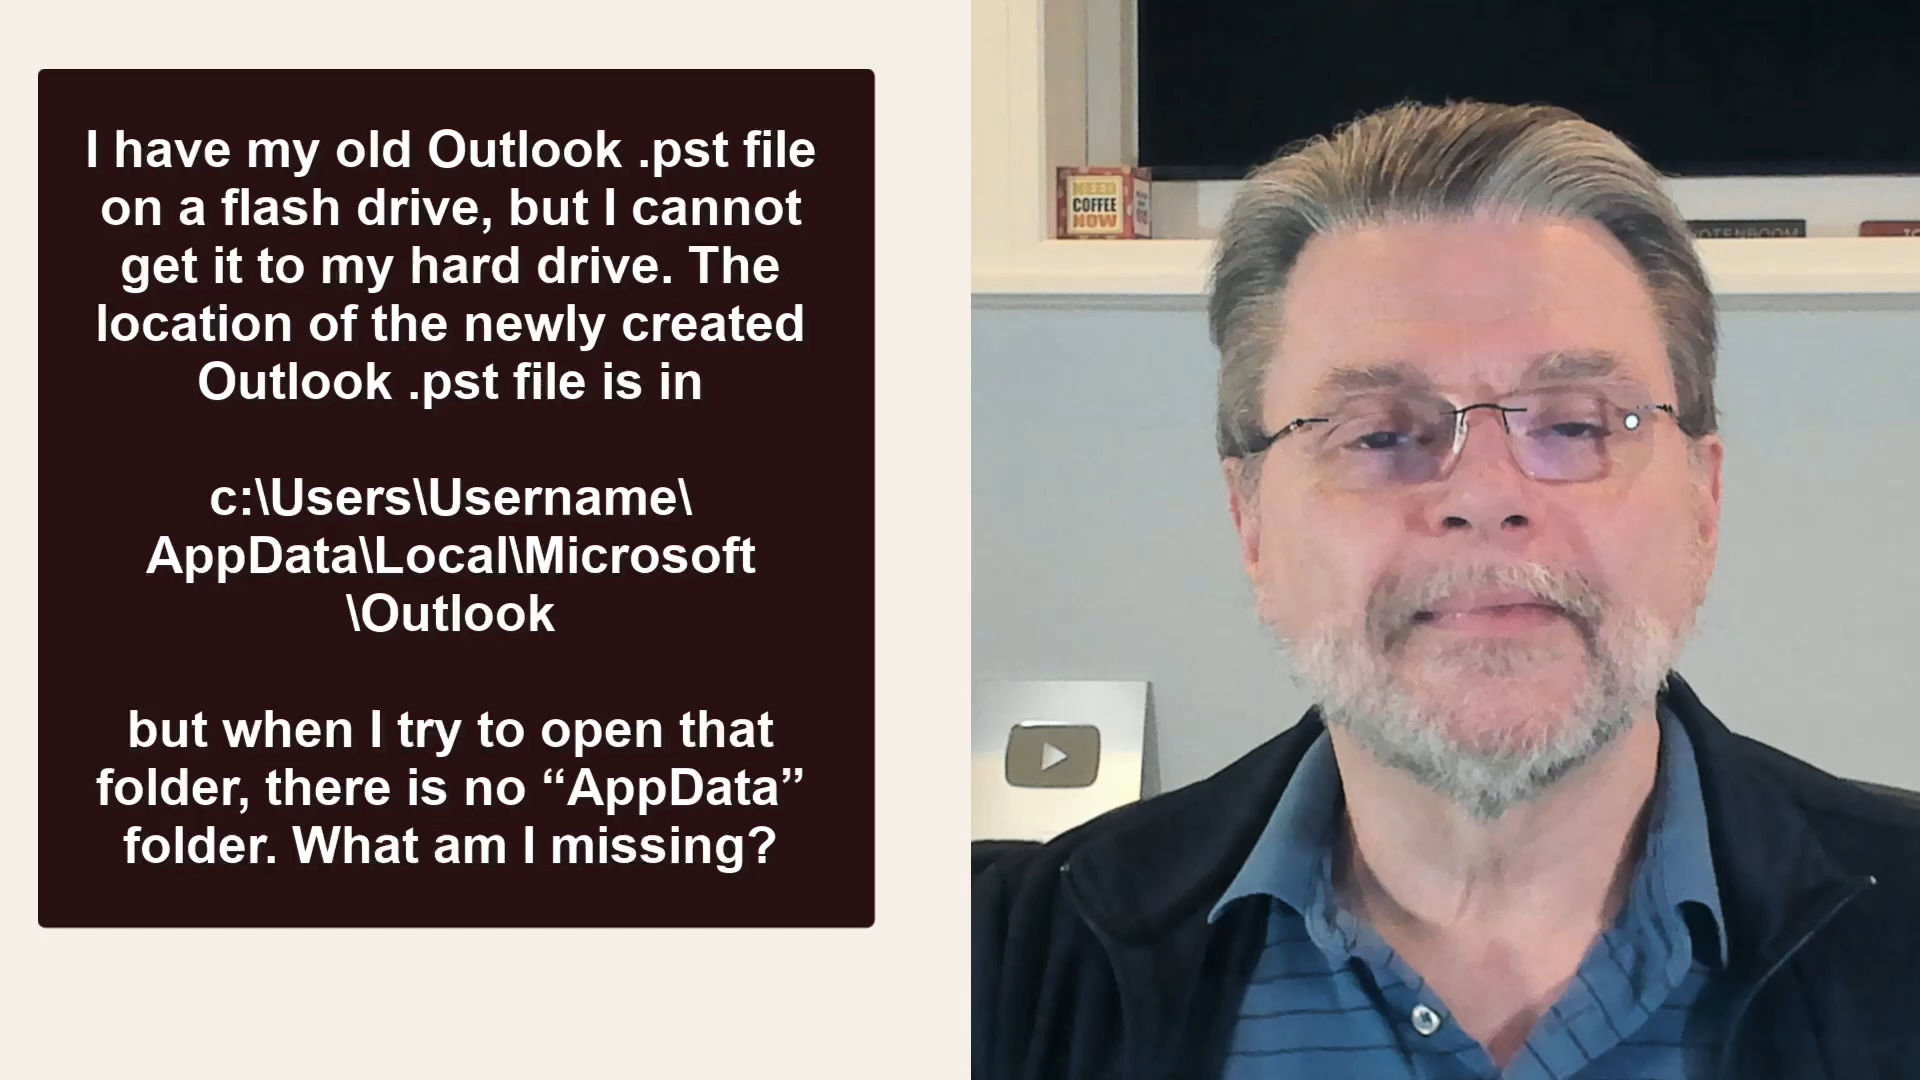 I have my old Outlook .pst file
on a flash drive, but I cannot
get it to my hard drive. The
location of the newly created
Outlook .pst file is in
c:\Users\Username\
AppData\Local\Microsoft
\Outlook
but when I try to open that
folder, there is no “AppData”
folder. What am I missing?
NEED
COFFEE
NOW